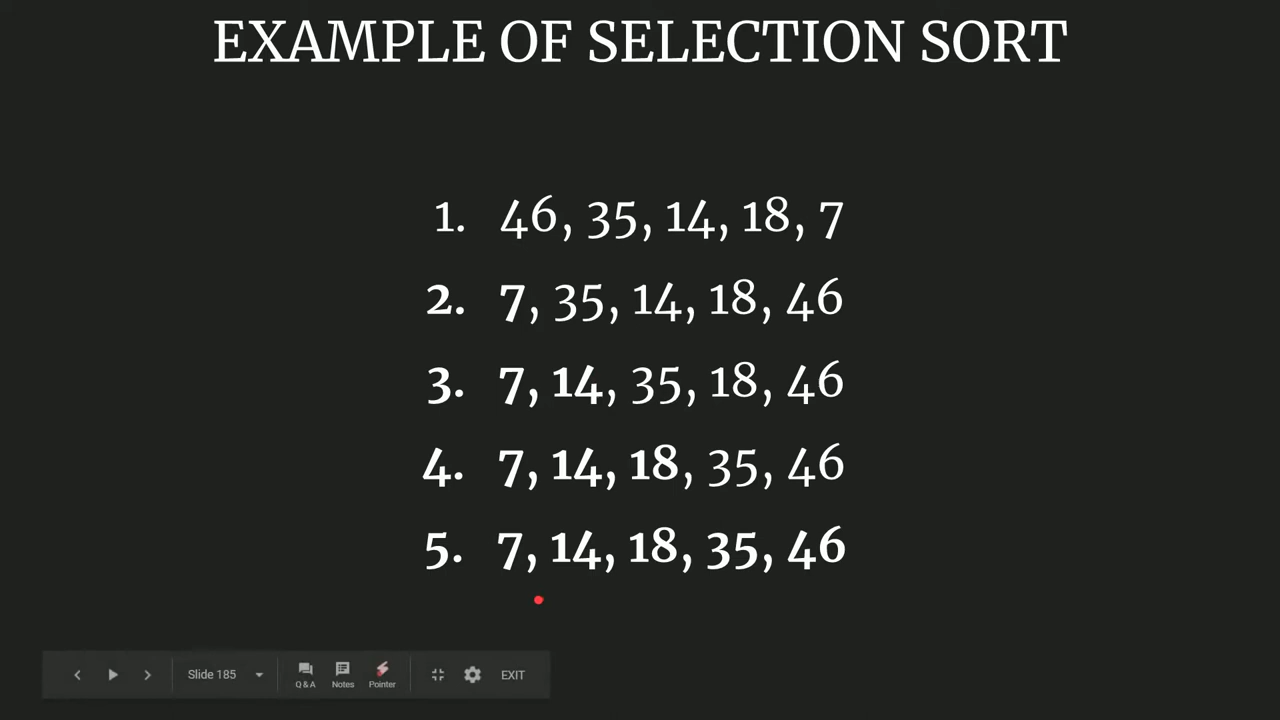 EXAMPLE OF SELECTION SORT
1. 46, 35, 14, 18, 7
2. 7, 35, 14, 18, 46
3. 7, 14, 35, 18, 46
4. 7, 14, 18, 35, 46
5. 7, 14, 18, 35, 46
Slide 185
Q & A
Notes
Pointer
EXIT